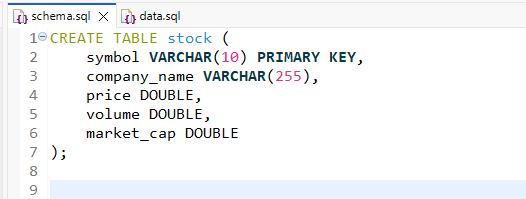 schema.sql data.sql
1 CREATE TABLE stock (
2 symbol VARCHAR(10) PRIMARY KEY,
3 company_name VARCHAR(255),
4 price DOUBLE,
5 volume DOUBLE,
6 market_cap DOUBLE
7 );
8
9